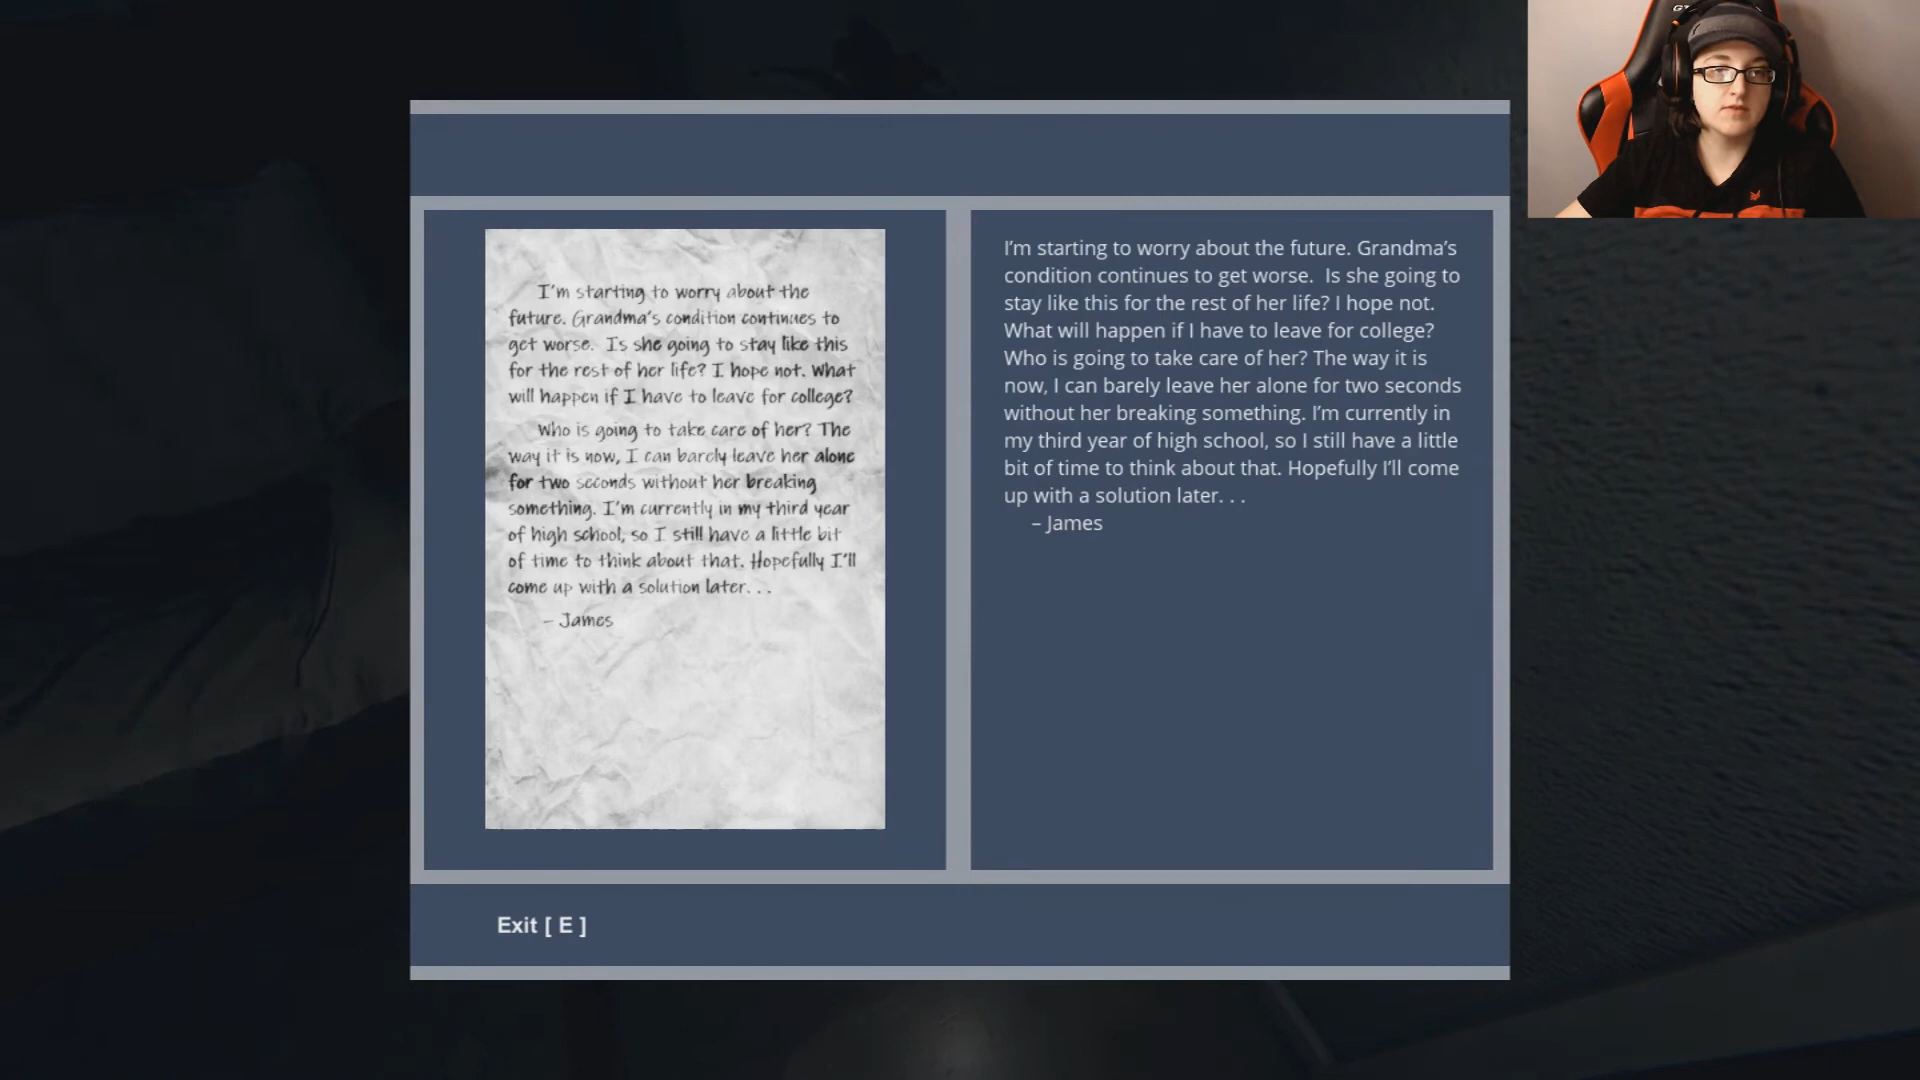 I'm starting to worry about the
future. Grandma's condition continues to
get worse.  Is she going to stay like this
for the rest of her life? I hope not. What
will happen if I have to leave for college?
Who is going to take care of her? The
way it is now, I can barely leave her alone
for two seconds without her breaking
something. I'm currently in my third year
of high school, so I still have a little bit
of time to think about that. Hopefully I'll
come up with a solution later. . .
– James
I'm starting to worry about the future. Grandma's
condition continues to get worse.  Is she going to
stay like this for the rest of her life? I hope not.
What will happen if I have to leave for college?
Who is going to take care of her? The way it is
now, I can barely leave her alone for two seconds
without her breaking something. I'm currently in
my third year of high school, so I still have a little
bit of time to think about that. Hopefully I'll come
up with a solution later. . .
– James
Exit [ E ]